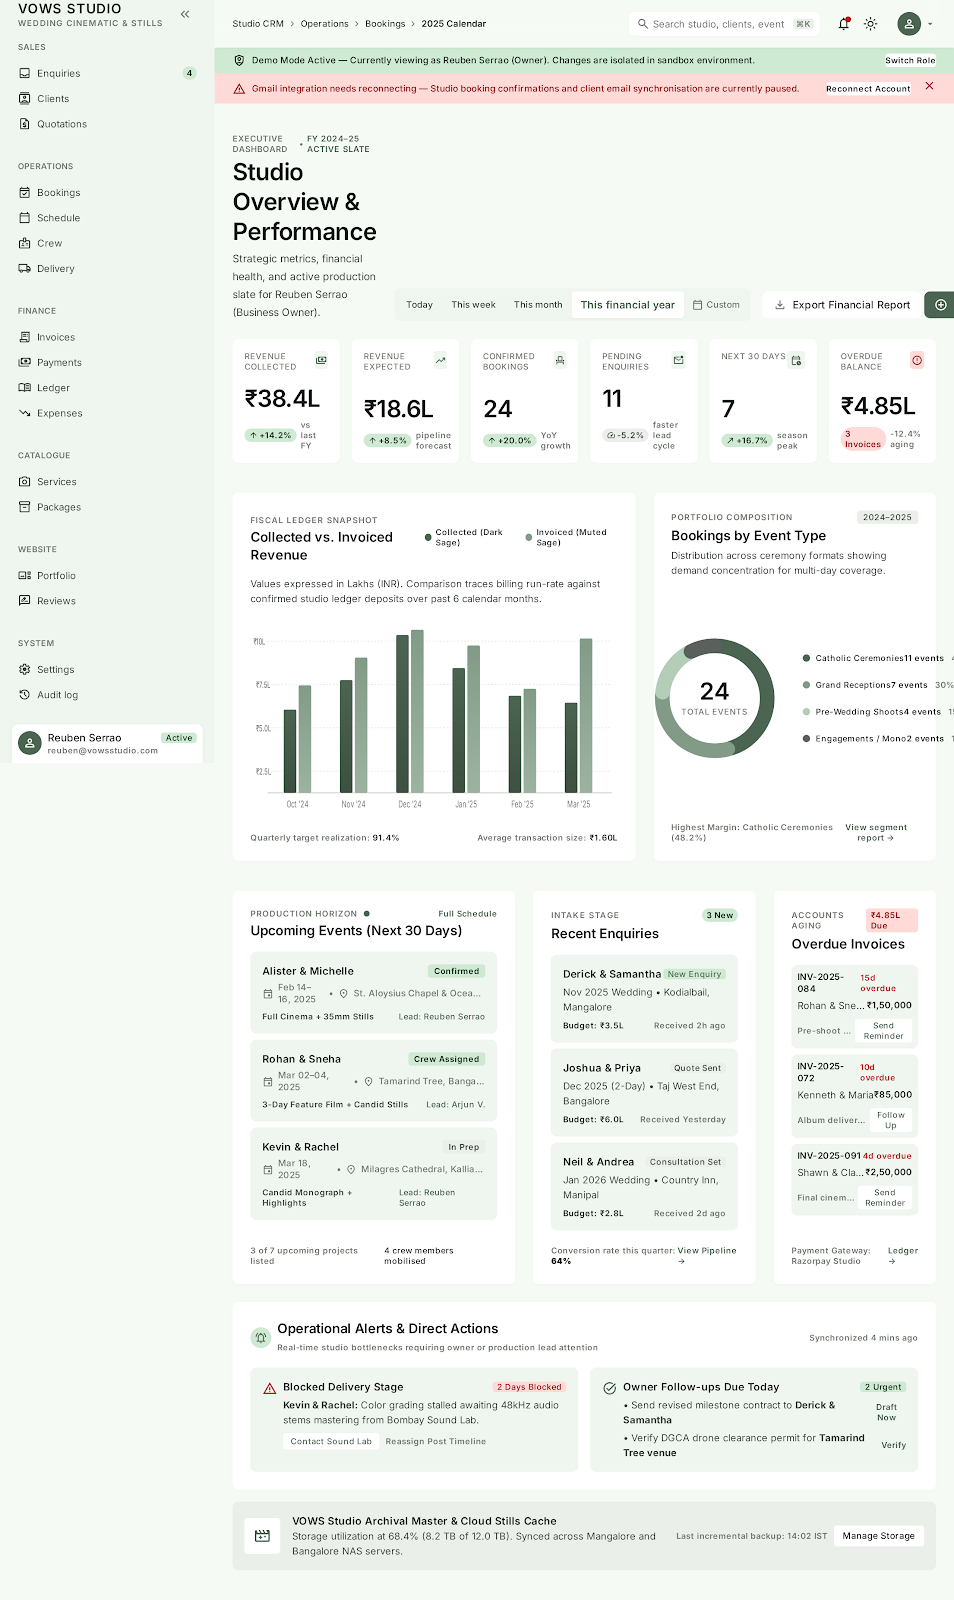 VOWS STUDIO
WEDDING CINEMATIC & STILLS
SALES
Enquiries 4
Clients
Quotations
OPERATIONS
Bookings
Schedule
Crew
Delivery
FINANCE
Invoices
Payments
Ledger
Expenses
CATALOGUE
Services
Packages
WEBSITE
Portfolio
Reviews
SYSTEM
Settings
Audit log
Reuben Serrao Active
reuben@vowsstudio.com
Studio CRM > Operations > Bookings > 2025 Calendar
Search studio, clients, event ⌘K
Demo Mode Active — Currently viewing as Reuben Serrao (Owner). Changes are isolated in sandbox environment. Switch Role
Gmail integration needs reconnecting — Studio booking confirmations and client email synchronisation are currently paused. Reconnect Account
EXECUTIVE DASHBOARD • FY 2024–25 ACTIVE SLATE
Studio
Overview &
Performance
Strategic metrics, financial
health, and active production
slate for Reuben Serrao
(Business Owner).
Today This week This month This financial year Custom
Export Financial Report
REVENUE COLLECTED
₹38.4L
+14.2% vs last FY
REVENUE EXPECTED
₹18.6L
+8.5% pipeline forecast
CONFIRMED BOOKINGS
24
+20.0% YoY growth
PENDING ENQUIRIES
11
-5.2% faster lead cycle
NEXT 30 DAYS
7
+16.7% season peak
OVERDUE BALANCE
₹4.85L
3 Invoices -12.4% aging
FISCAL LEDGER SNAPSHOT
Collected vs. Invoiced
Revenue
Collected (Dark Sage)
Invoiced (Muted Sage)
Values expressed in Lakhs (INR). Comparison traces billing run-rate against
confirmed studio ledger deposits over past 6 calendar months.
₹10L
₹7.5L
₹5.0L
₹2.5L
Oct '24 Nov '24 Dec '24 Jan '25 Feb '25 Mar '25
Quarterly target realization: 91.4% Average transaction size: ₹1.60L
PORTFOLIO COMPOSITION 2024–2025
Bookings by Event Type
Distribution across ceremony formats showing
demand concentration for multi-day coverage.
24
TOTAL EVENTS
Catholic Ceremonies11 events 4
Grand Receptions7 events 30%
Pre-Wedding Shoots4 events 1
Engagements / Mono2 events 1
Highest Margin: Catholic Ceremonies
(48.2%)
View segment
report →
PRODUCTION HORIZON Full Schedule
Upcoming Events (Next 30 Days)
Alister & Michelle Confirmed
Feb 14–16, 2025 • St. Aloysius Chapel & Ocea...
Full Cinema + 35mm Stills Lead: Reuben Serrao
Rohan & Sneha Crew Assigned
Mar 02–04, 2025 • Tamarind Tree, Banga...
3-Day Feature Film + Candid Stills Lead: Arjun V.
Kevin & Rachel In Prep
Mar 18, 2025 • Milagres Cathedral, Kallia...
Candid Monograph + Highlights Lead: Reuben Serrao
3 of 7 upcoming projects listed
4 crew members mobilised
INTAKE STAGE 3 New
Recent Enquiries
Derick & Samantha New Enquiry
Nov 2025 Wedding • Kodialbail,
Mangalore
Budget: ₹3.5L Received 2h ago
Joshua & Priya Quote Sent
Dec 2025 (2-Day) • Taj West End,
Bangalore
Budget: ₹6.0L Received Yesterday
Neil & Andrea Consultation Set
Jan 2026 Wedding • Country Inn,
Manipal
Budget: ₹2.8L Received 2d ago
Conversion rate this quarter: 64%
View Pipeline →
ACCOUNTS AGING ₹4.85L Due
Overdue Invoices
INV-2025-084 15d overdue
Rohan & Sne... ₹1,50,000
Pre-shoot ... Send Reminder
INV-2025-072 10d overdue
Kenneth & Maria₹85,000
Album deliver... Follow Up
INV-2025-091 4d overdue
Shawn & Cla... ₹2,50,000
Final cinem... Send Reminder
Payment Gateway: Razorpay Studio
Ledger →
Operational Alerts & Direct Actions
Real-time studio bottlenecks requiring owner or production lead attention
Synchronized 4 mins ago
Blocked Delivery Stage 2 Days Blocked
Kevin & Rachel: Color grading stalled awaiting 48kHz audio
stems mastering from Bombay Sound Lab.
Contact Sound Lab Reassign Post Timeline
Owner Follow-ups Due Today 2 Urgent
• Send revised milestone contract to Derick &
Samantha
Draft Now
• Verify DGCA drone clearance permit for Tamarind
Tree venue
Verify
VOWS Studio Archival Master & Cloud Stills Cache
Storage utilization at 68.4% (8.2 TB of 12.0 TB). Synced across Mangalore and
Bangalore NAS servers.
Last incremental backup: 14:02 IST Manage Storage